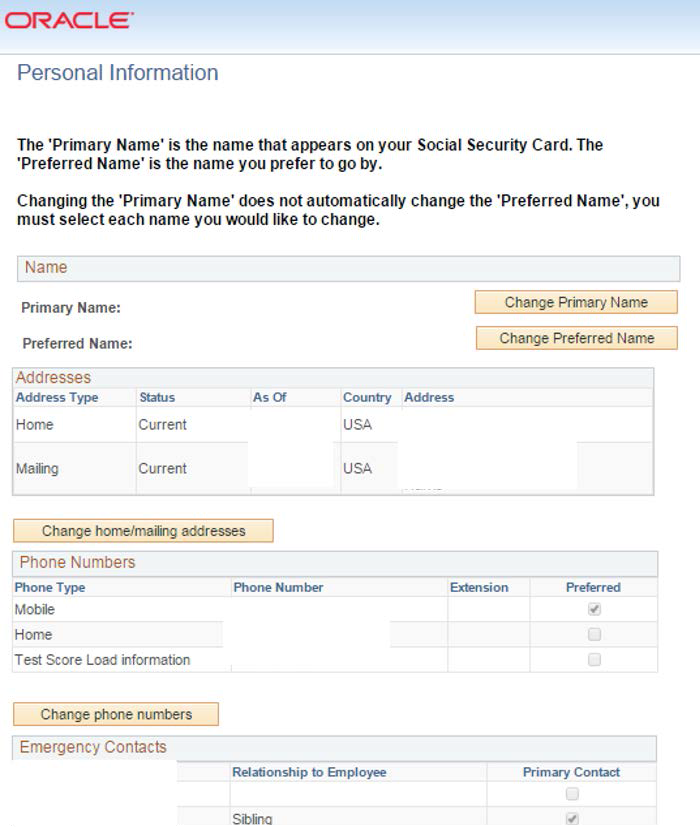 ORACLE
Personal Information
The 'Primary Name' is the name that appears on your Social Security Card. The
'Preferred Name' is the name you prefer to go by.
Changing the 'Primary Name' does not automatically change the 'Preferred Name', you
must select each name you would like to change.
Name
Primary Name: Change Primary Name
Preferred Name: Change Preferred Name
Addresses
Address Type Status As Of Country Address
Home Current USA
Mailing Current USA
Change home/mailing addresses
Phone Numbers
Phone Type Phone Number Extension Preferred
Mobile
Home
Test Score Load information
Change phone numbers
Emergency Contacts
Relationship to Employee Primary Contact
Sibling